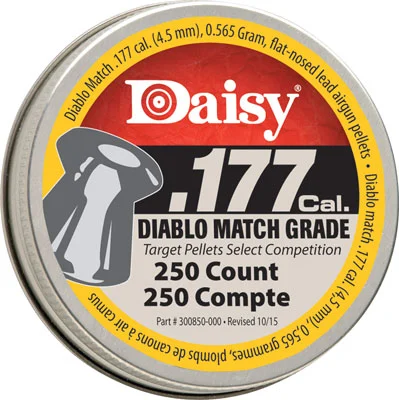 Diablo Match .177 cal. (4.5 mm), 0.565 Gram, flat-nosed lead airgun pellets •
Diablo match .177 cal. (4.5 mm), 0.565 grammes, plombs de canons à air camus
Daisy®
.177 Cal.
DIABLO MATCH GRADE
Target Pellets Select Competition
250 Count
250 Compte
Part # 300850-000 • Revised 10/15